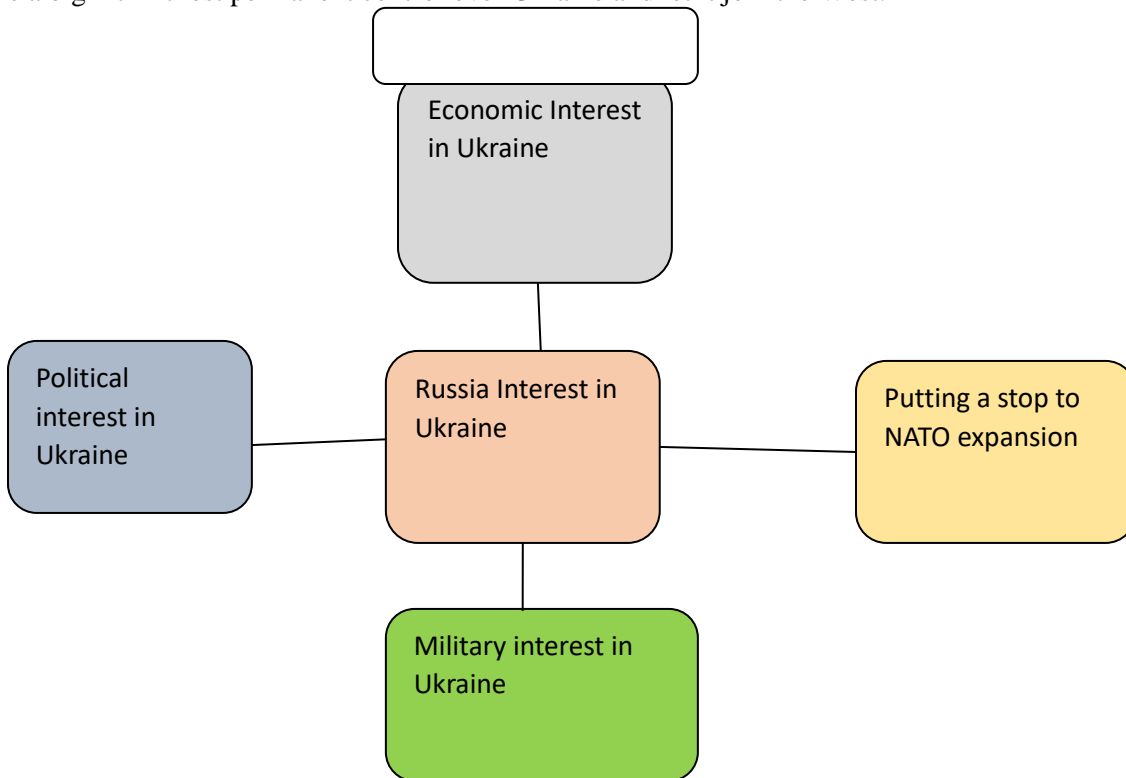 Economic Interest
in Ukraine
Political
interest in
Ukraine
Russia Interest in
Ukraine
Putting a stop to
NATO expansion
Military interest in
Ukraine